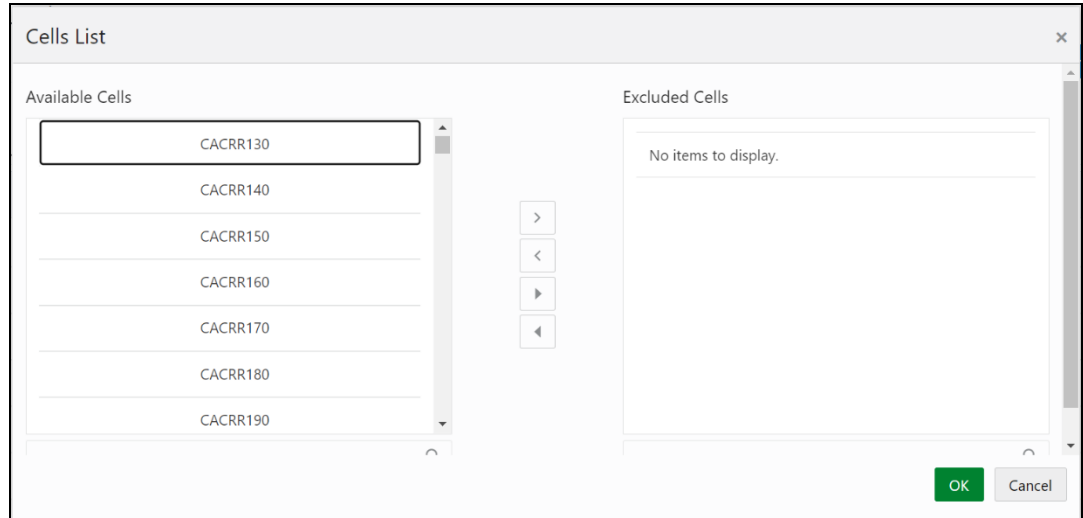 Cells List
Available Cells
CACRR130
CACRR140
CACRR150
CACRR160
CACRR170
CACRR180
CACRR190
Excluded Cells
No items to display.
OK
Cancel